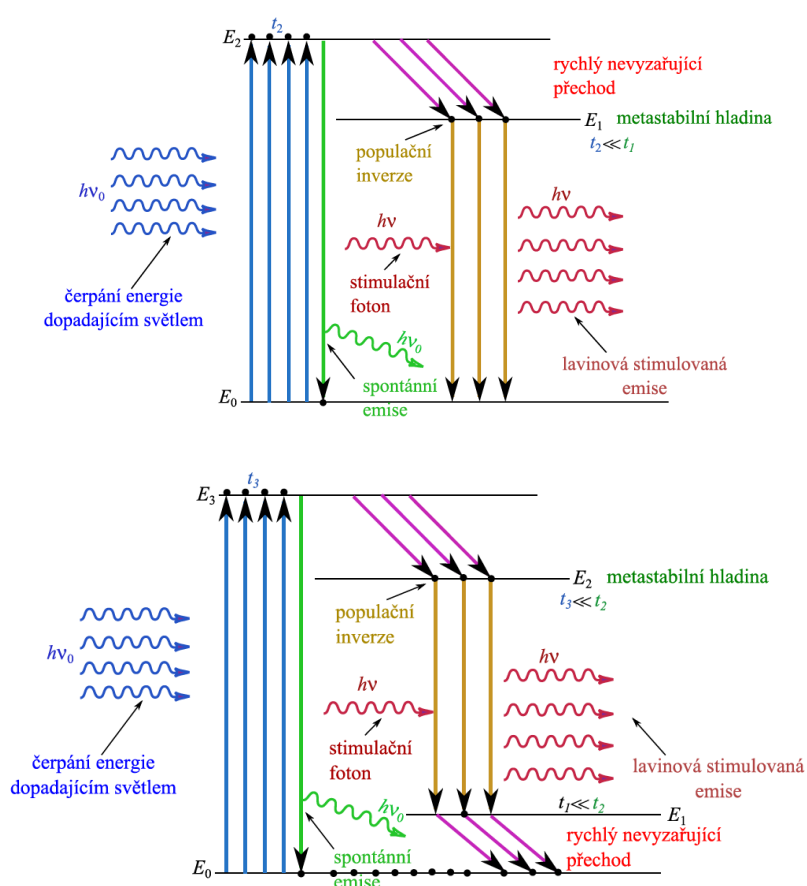 E₂
t₂
rychlý nevyzařující
přechod
E₁ metastabilní hladina
t₂≪t₁
populační
inverze
hν₀
hν
hν
stimulační
foton
čerpání energie
dopadajícím světlem
hν₀
lavinová stimulovaná
emise
spontánní
emise
E₀
t₃
E₃
E₂ metastabilní hladina
t₃≪t₂
populační
inverze
hν₀
hν
hν
stimulační
foton
čerpání energie
dopadajícím světlem
lavinová stimulovaná
emise
hν₀
t₁≪t₂
E₁
rychlý nevyzařující
přechod
spontánní
emise
E₀